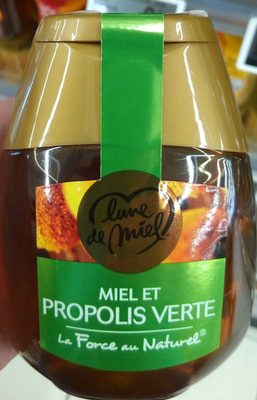 lune
de miel
MIEL ET
PROPOLIS VERTE
La Force au Naturel®